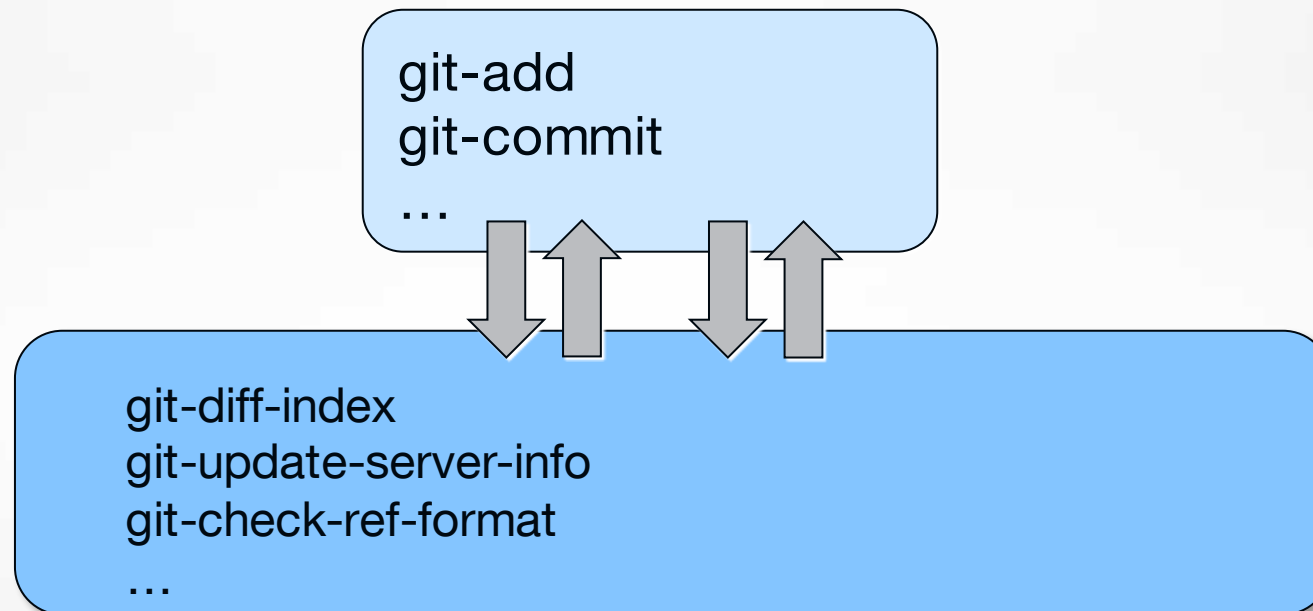 git-add
git-commit
…
git-diff-index
git-update-server-info
git-check-ref-format
…